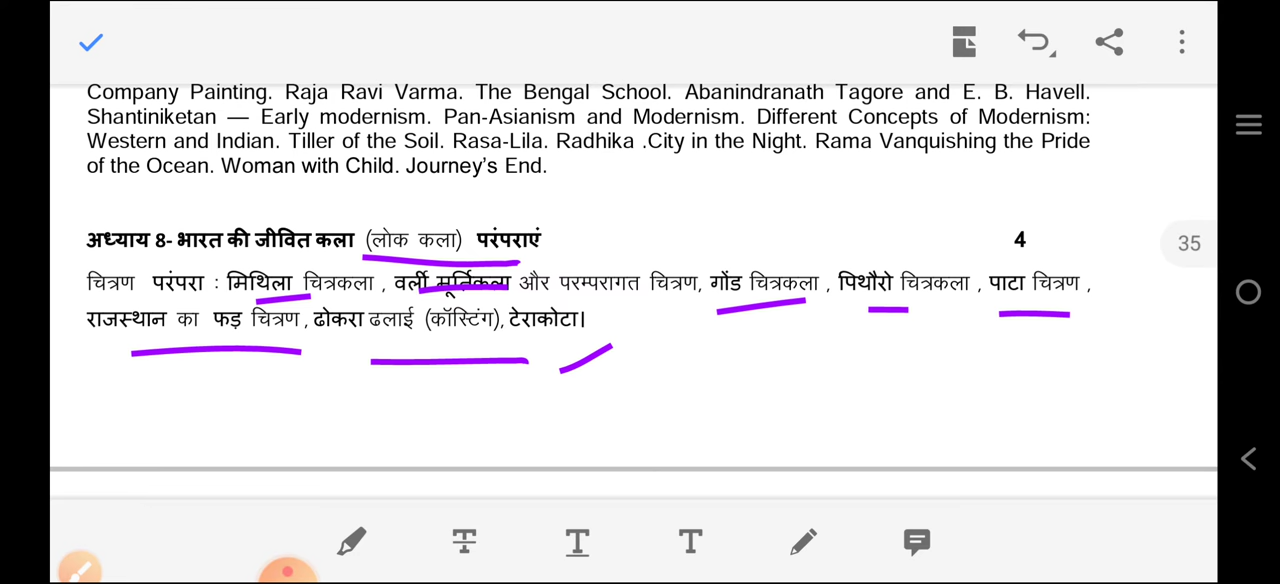 Company Painting. Raja Ravi Varma. The Bengal School. Abanindranath Tagore and E. B. Havell.
Shantiniketan — Early modernism. Pan-Asianism and Modernism. Different Concepts of Modernism:
Western and Indian. Tiller of the Soil. Rasa-Lila. Radhika .City in the Night. Rama Vanquishing the Pride
of the Ocean. Woman with Child. Journey's End.
अध्याय 8- भारत की जीवित कला (लोक कला) परंपराएं 4
35
चित्रण परंपरा : मिथिला चित्रकला , वर्ली मूर्तिकला और परम्परागत चित्रण, गोंड चित्रकला , पिथौरो चित्रकला , पाटा चित्रण ,
राजस्थान का फड़ चित्रण , ढोकरा ढलाई (कॉस्टिंग), टेराकोटा।